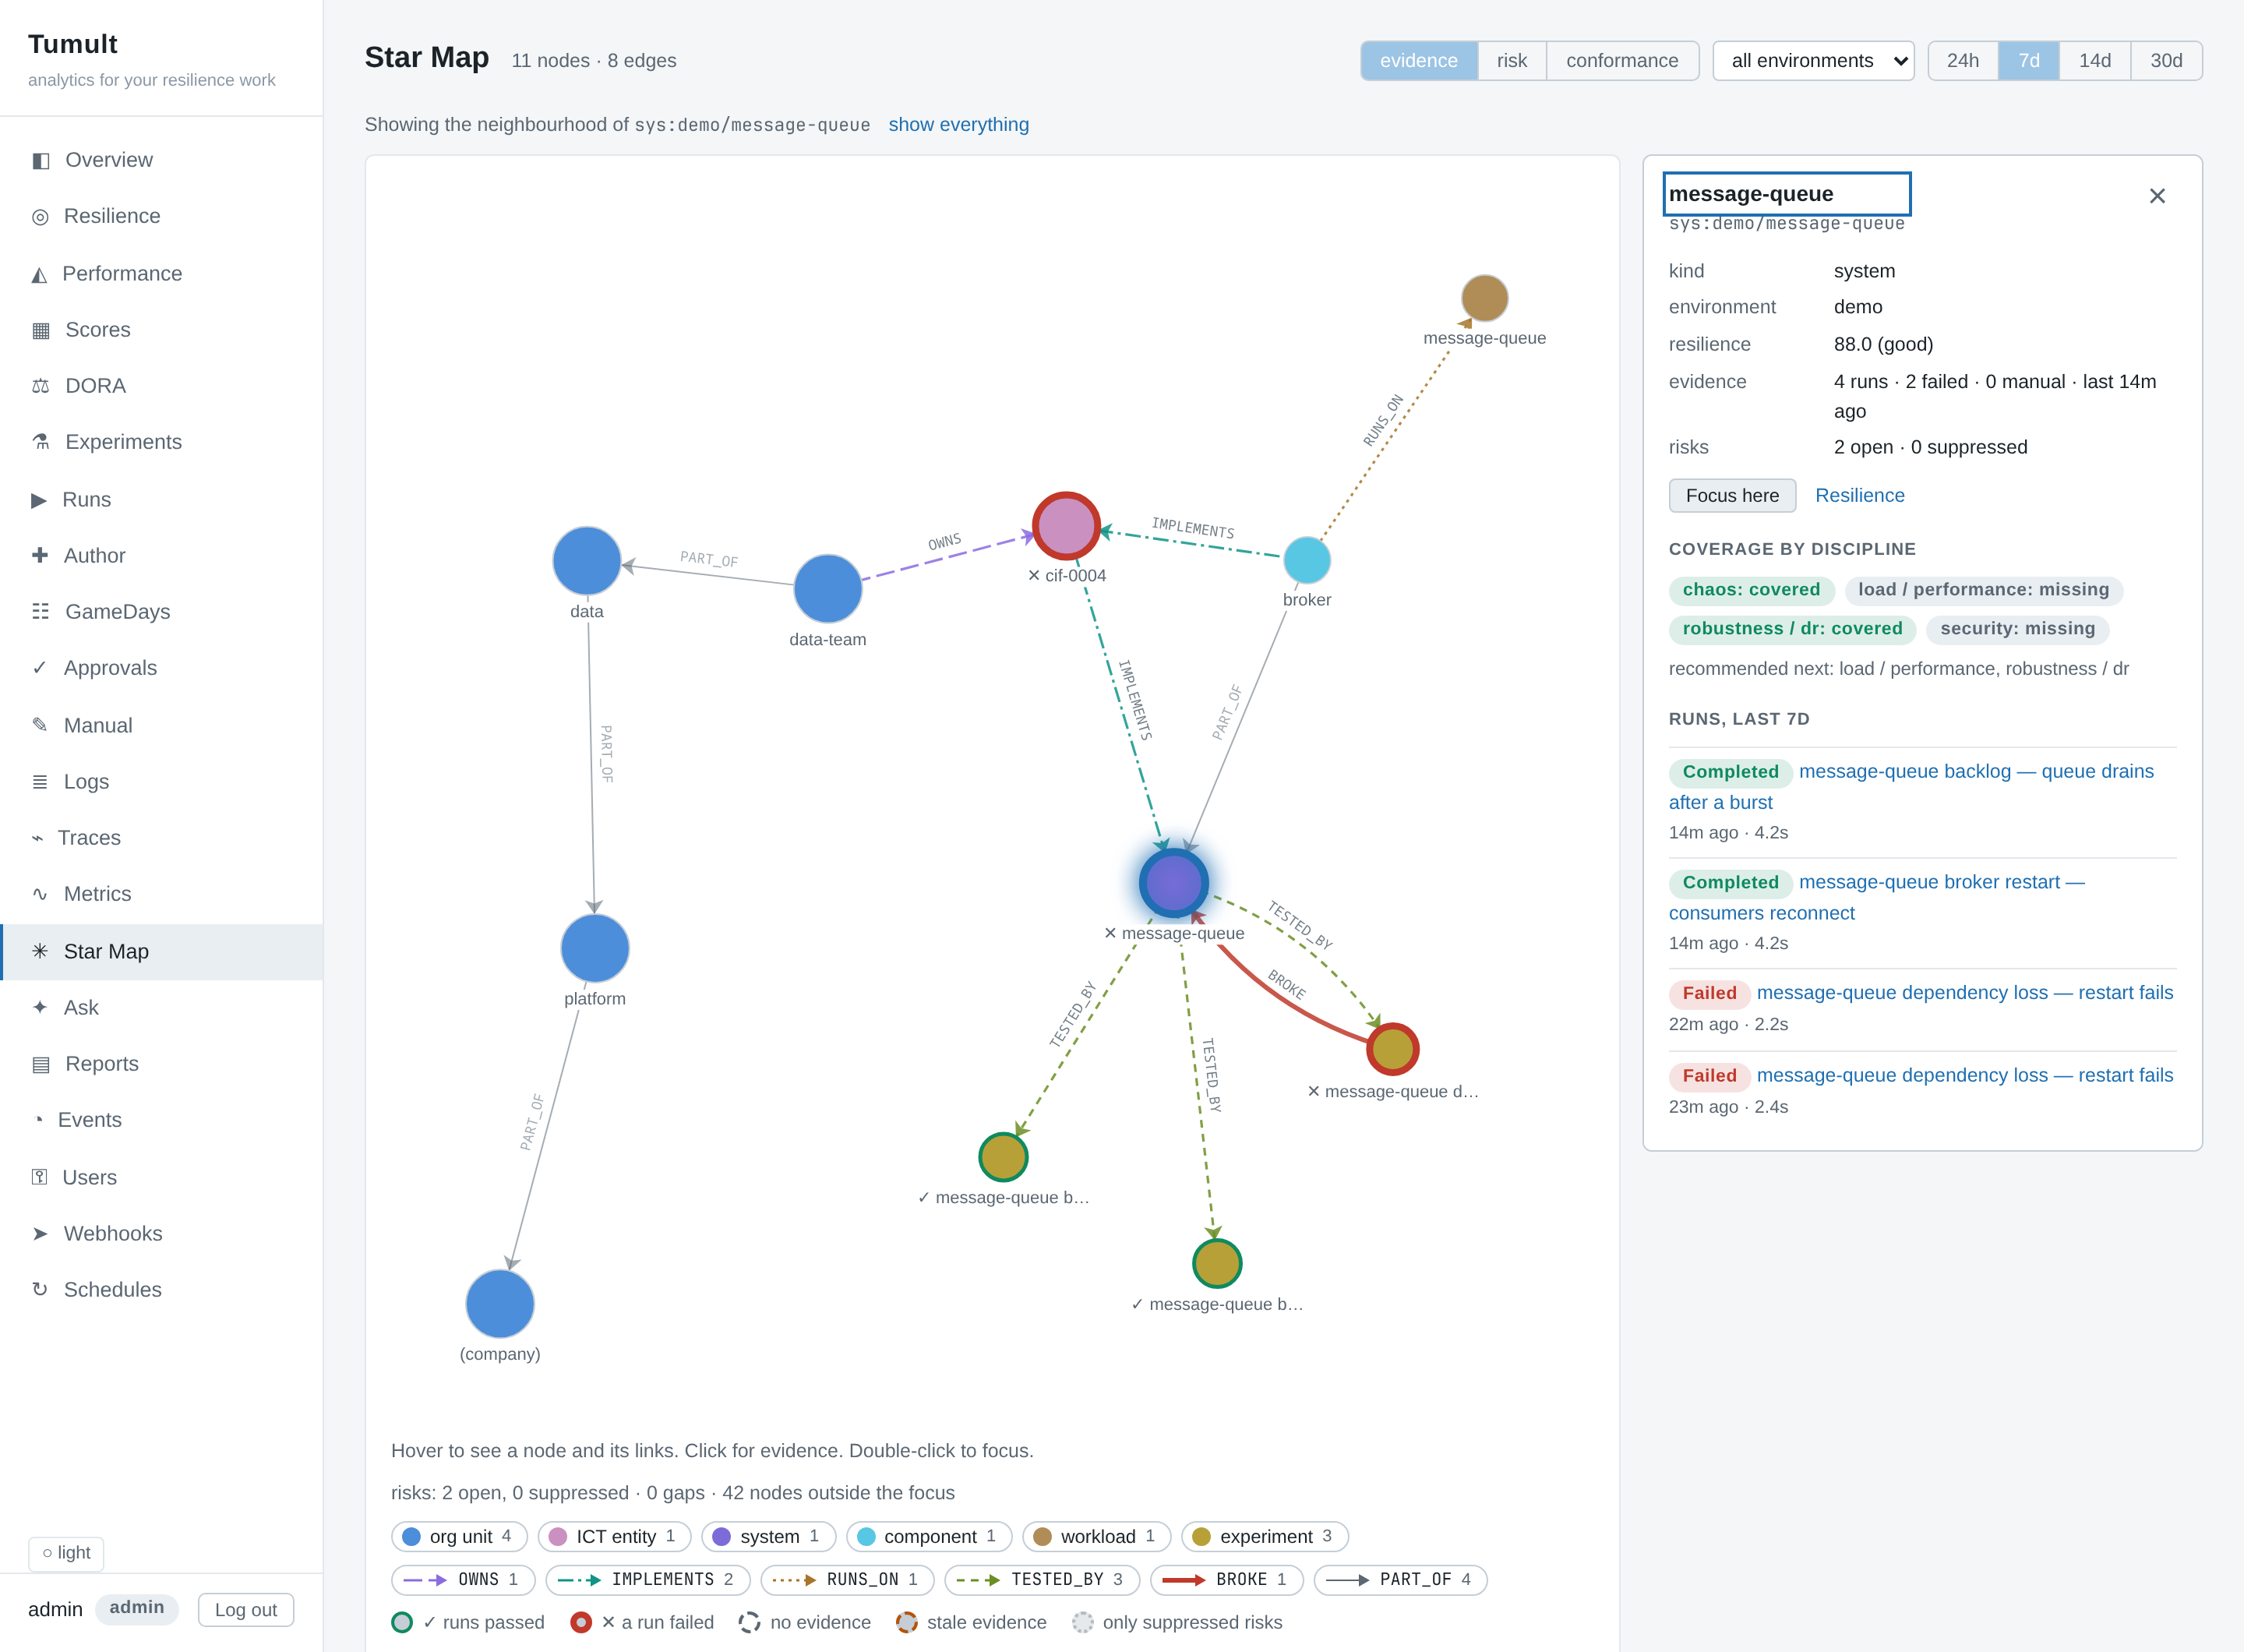 Tumult
analytics for your resilience work
Overview
Resilience
Performance
Scores
DORA
Experiments
Runs
Author
GameDays
Approvals
Manual
Logs
Traces
Metrics
Star Map
Ask
Reports
Events
Users
Webhooks
Schedules
○ light
admin admin Log out
Star Map 11 nodes · 8 edges
evidence risk conformance all environments 24h 7d 14d 30d
Showing the neighbourhood of sys:demo/message-queue show everything
message-queue
RUNS_ON
IMPLEMENTS
OWNS
✕ cif-0004
PART_OF
broker
data
data-team
IMPLEMENTS
PART_OF
PART_OF
TESTED_BY
✕ message-queue
BROKE
TESTED_BY
platform
TESTED_BY
✕ message-queue d…
PART_OF
✓ message-queue b…
✓ message-queue b…
(company)
Hover to see a node and its links. Click for evidence. Double-click to focus.
risks: 2 open, 0 suppressed · 0 gaps · 42 nodes outside the focus
org unit 4 ICT entity 1 system 1 component 1 workload 1 experiment 3
OWNS 1 IMPLEMENTS 2 RUNS_ON 1 TESTED_BY 3 BROKE 1 PART_OF 4
✓ runs passed ✕ a run failed no evidence stale evidence only suppressed risks
message-queue ✕
sys:demo/message-queue
kind system
environment demo
resilience 88.0 (good)
evidence 4 runs · 2 failed · 0 manual · last 14m
ago
risks 2 open · 0 suppressed
Focus here Resilience
COVERAGE BY DISCIPLINE
chaos: covered load / performance: missing
robustness / dr: covered security: missing
recommended next: load / performance, robustness / dr
RUNS, LAST 7D
Completed message-queue backlog — queue drains
after a burst
14m ago · 4.2s
Completed message-queue broker restart —
consumers reconnect
14m ago · 4.2s
Failed message-queue dependency loss — restart fails
22m ago · 2.2s
Failed message-queue dependency loss — restart fails
23m ago · 2.4s